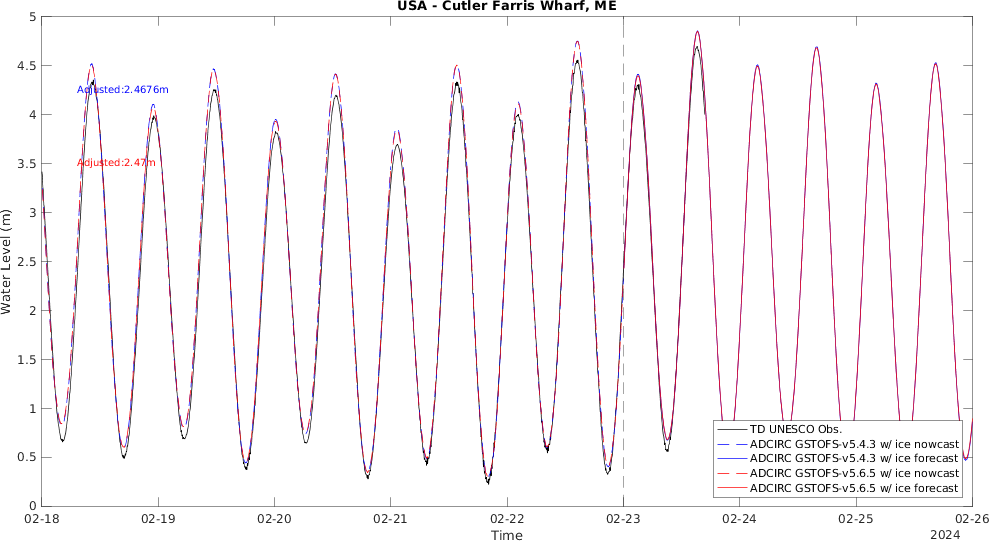 USA - Cutler Farris Wharf, ME
5
4.5
4
3.5
3
2.5
2
1.5
1
0.5
0
Water Level (m)
Adjusted:2.4676m
Adjusted:2.47m
TD UNESCO Obs.
ADCIRC GSTOFS-v5.4.3 w/ ice nowcast
ADCIRC GSTOFS-v5.4.3 w/ ice forecast
ADCIRC GSTOFS-v5.6.5 w/ ice nowcast
ADCIRC GSTOFS-v5.6.5 w/ ice forecast
02-18 02-19 02-20 02-21 02-22 02-23 02-24 02-25 02-26
Time
2024